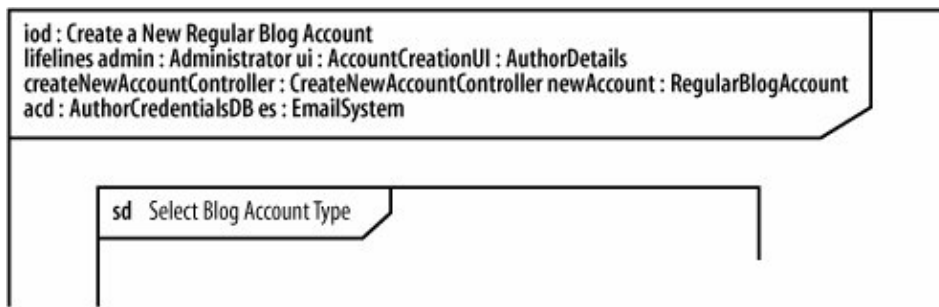 iod : Create a New Regular Blog Account
lifelines admin : Administrator ui : AccountCreationUI : AuthorDetails
createNewAccountController : CreateNewAccountController newAccount : RegularBlogAccount
acd : AuthorCredentialsDB es : EmailSystem
sd Select Blog Account Type